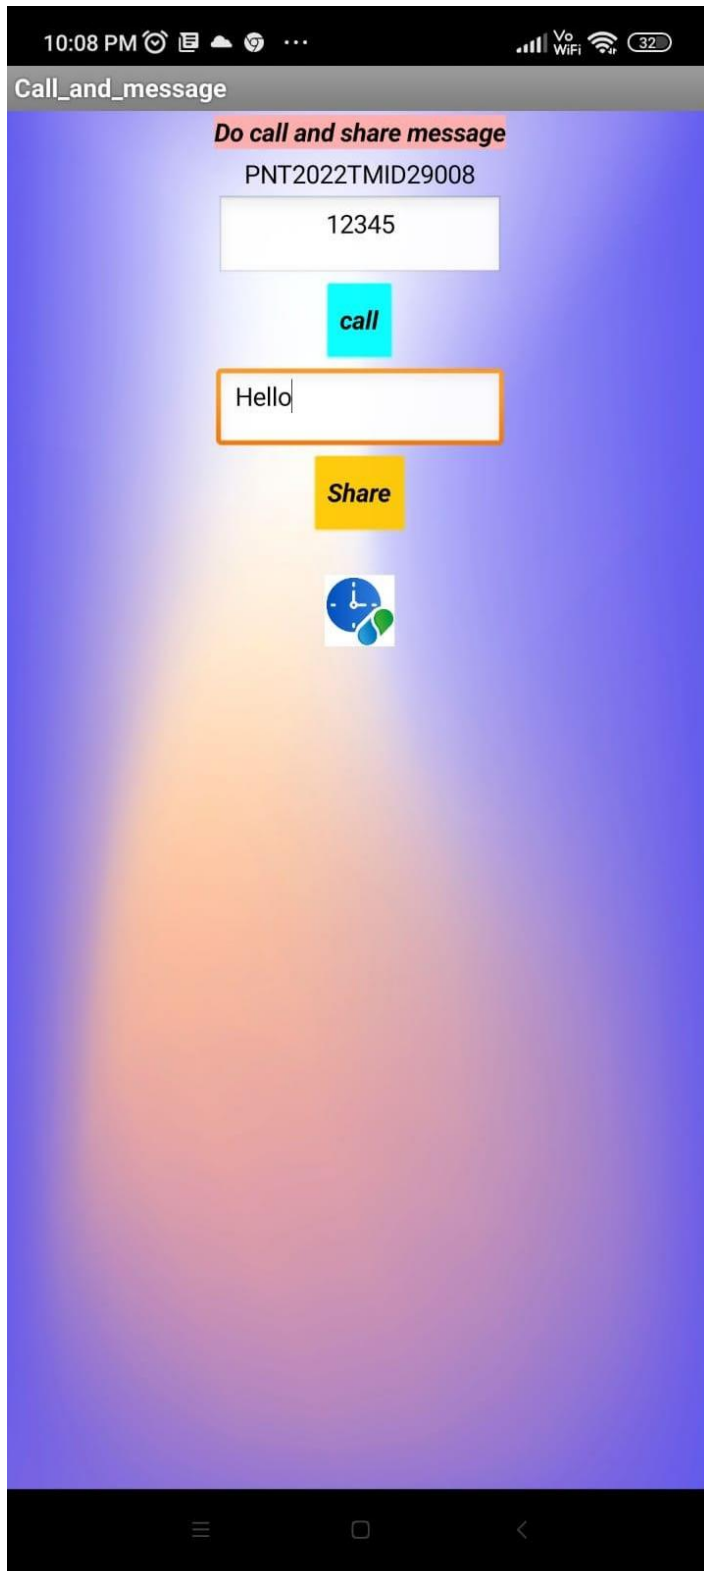 10:08 PM
Vo
WiFi
32
Call_and_message
Do call and share message
PNT2022TMID29008
12345
call
Hello
Share